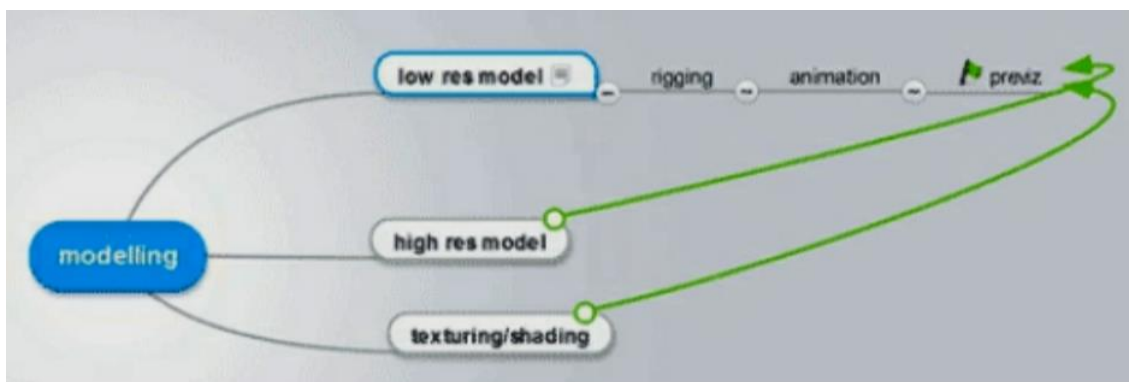 low res model
rigging
animation
previz
modelling
high res model
texturing/shading